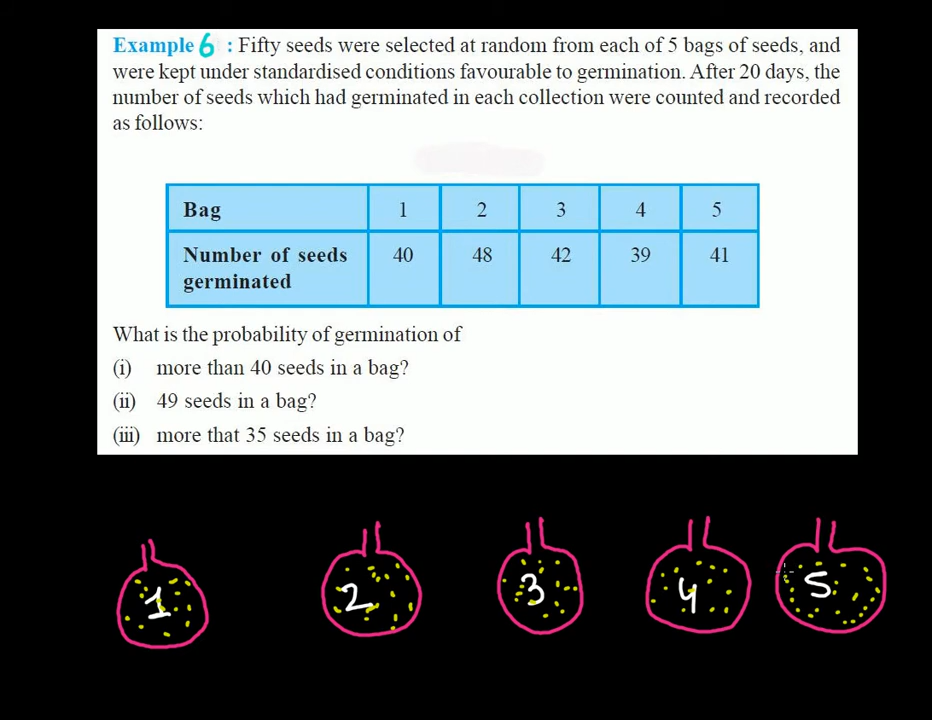 Example 6 : Fifty seeds were selected at random from each of 5 bags of seeds, and
were kept under standardised conditions favourable to germination. After 20 days, the
number of seeds which had germinated in each collection were counted and recorded
as follows:
Bag 1 2 3 4 5
Number of seeds 40 48 42 39 41
germinated
What is the probability of germination of
(i) more than 40 seeds in a bag?
(ii) 49 seeds in a bag?
(iii) more that 35 seeds in a bag?
1 2 3 4 5